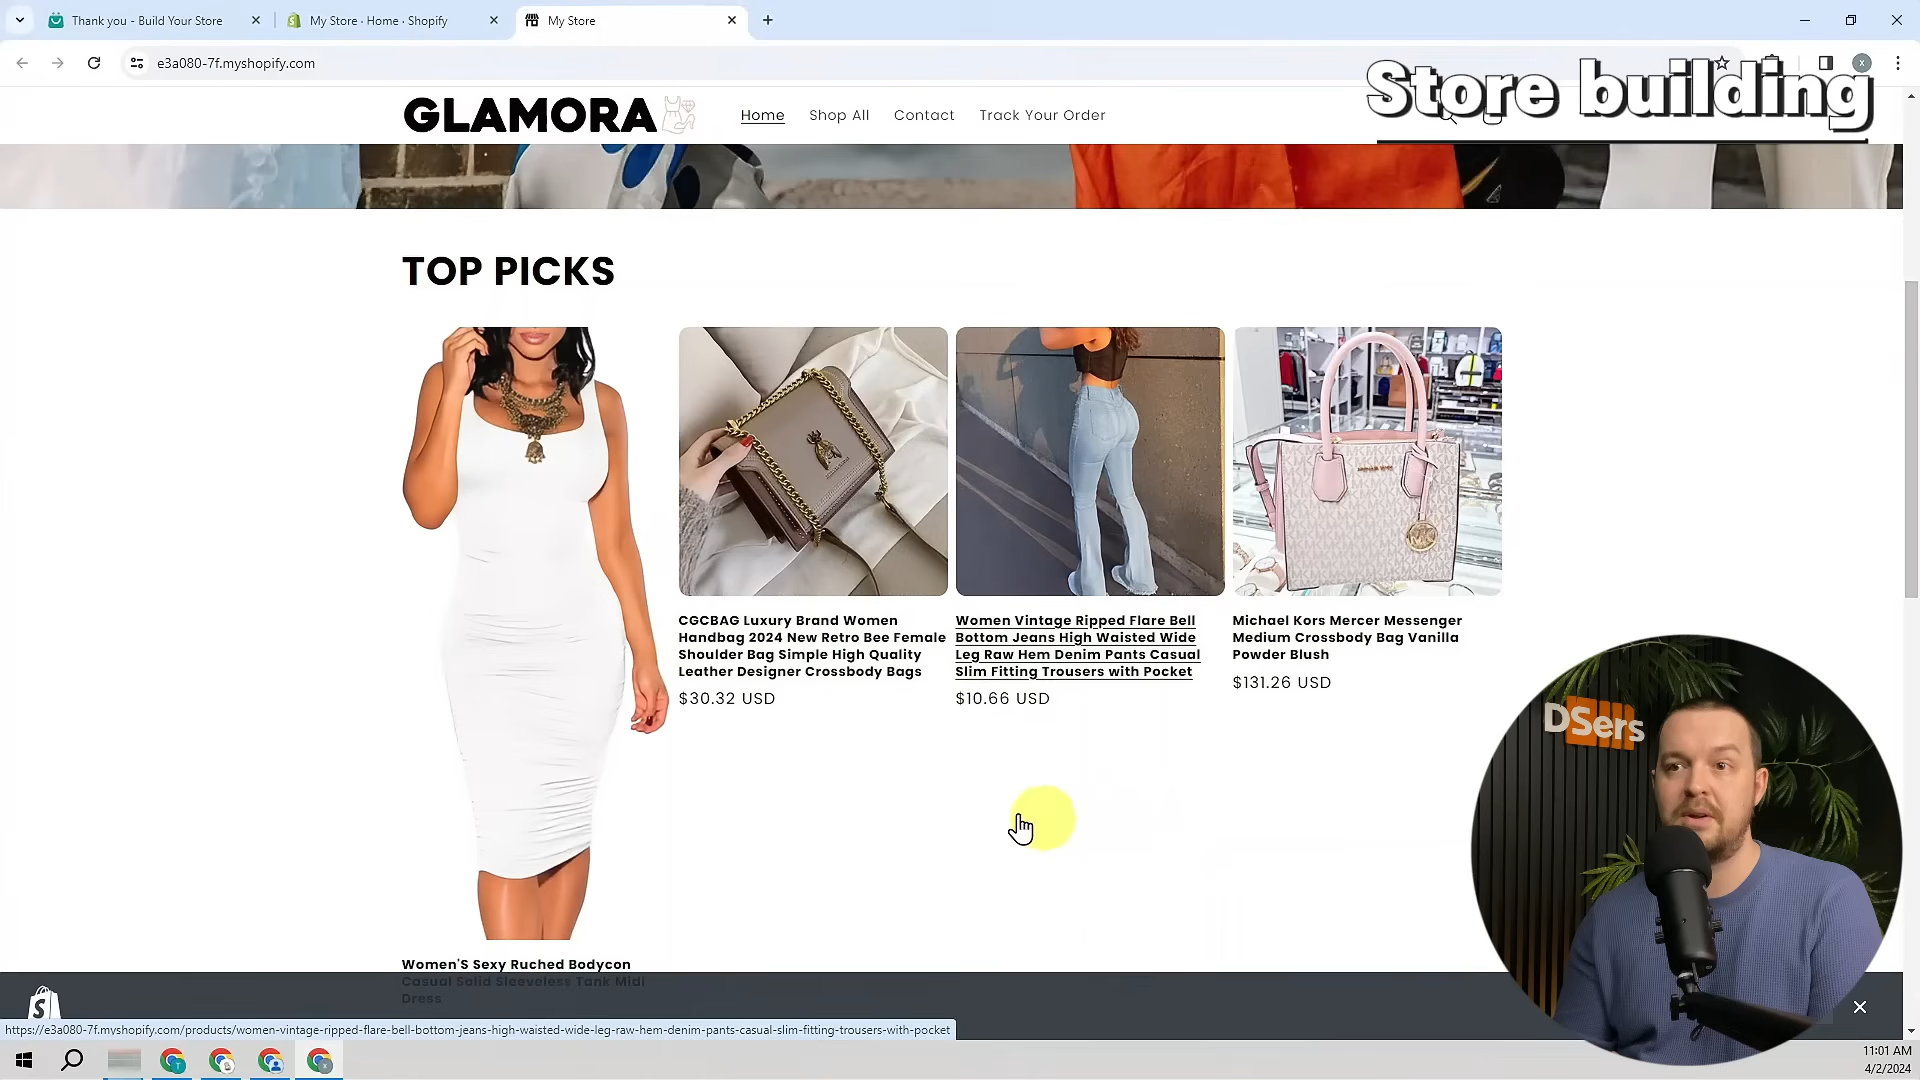 Thank you - Build Your Store
My Store · Home · Shopify
My Store
e3a080-7f.myshopify.com
Store building
GLAMORA
Home
Shop All
Contact
Track Your Order
TOP PICKS
MICHAEL KORS
CGCBAG Luxury Brand Women
Handbag 2024 New Retro Bee Female
Shoulder Bag Simple High Quality
Leather Designer Crossbody Bags
$30.32 USD
Women Vintage Ripped Flare Bell
Bottom Jeans High Waisted Wide
Leg Raw Hem Denim Pants Casual
Slim Fitting Trousers with Pocket
$10.66 USD
Michael Kors Mercer Messenger
Medium Crossbody Bag Vanilla
Powder Blush
$131.26 USD
DSers
Women'S Sexy Ruched Bodycon
Casual Solid Sleeveless Tank Midi
Dress
https://e3a080-7f.myshopify.com/products/women-vintage-ripped-flare-bell-bottom-jeans-high-waisted-wide-leg-raw-hem-denim-pants-casual-slim-fitting-trousers-with-pocket
11:01 AM
4/2/2024